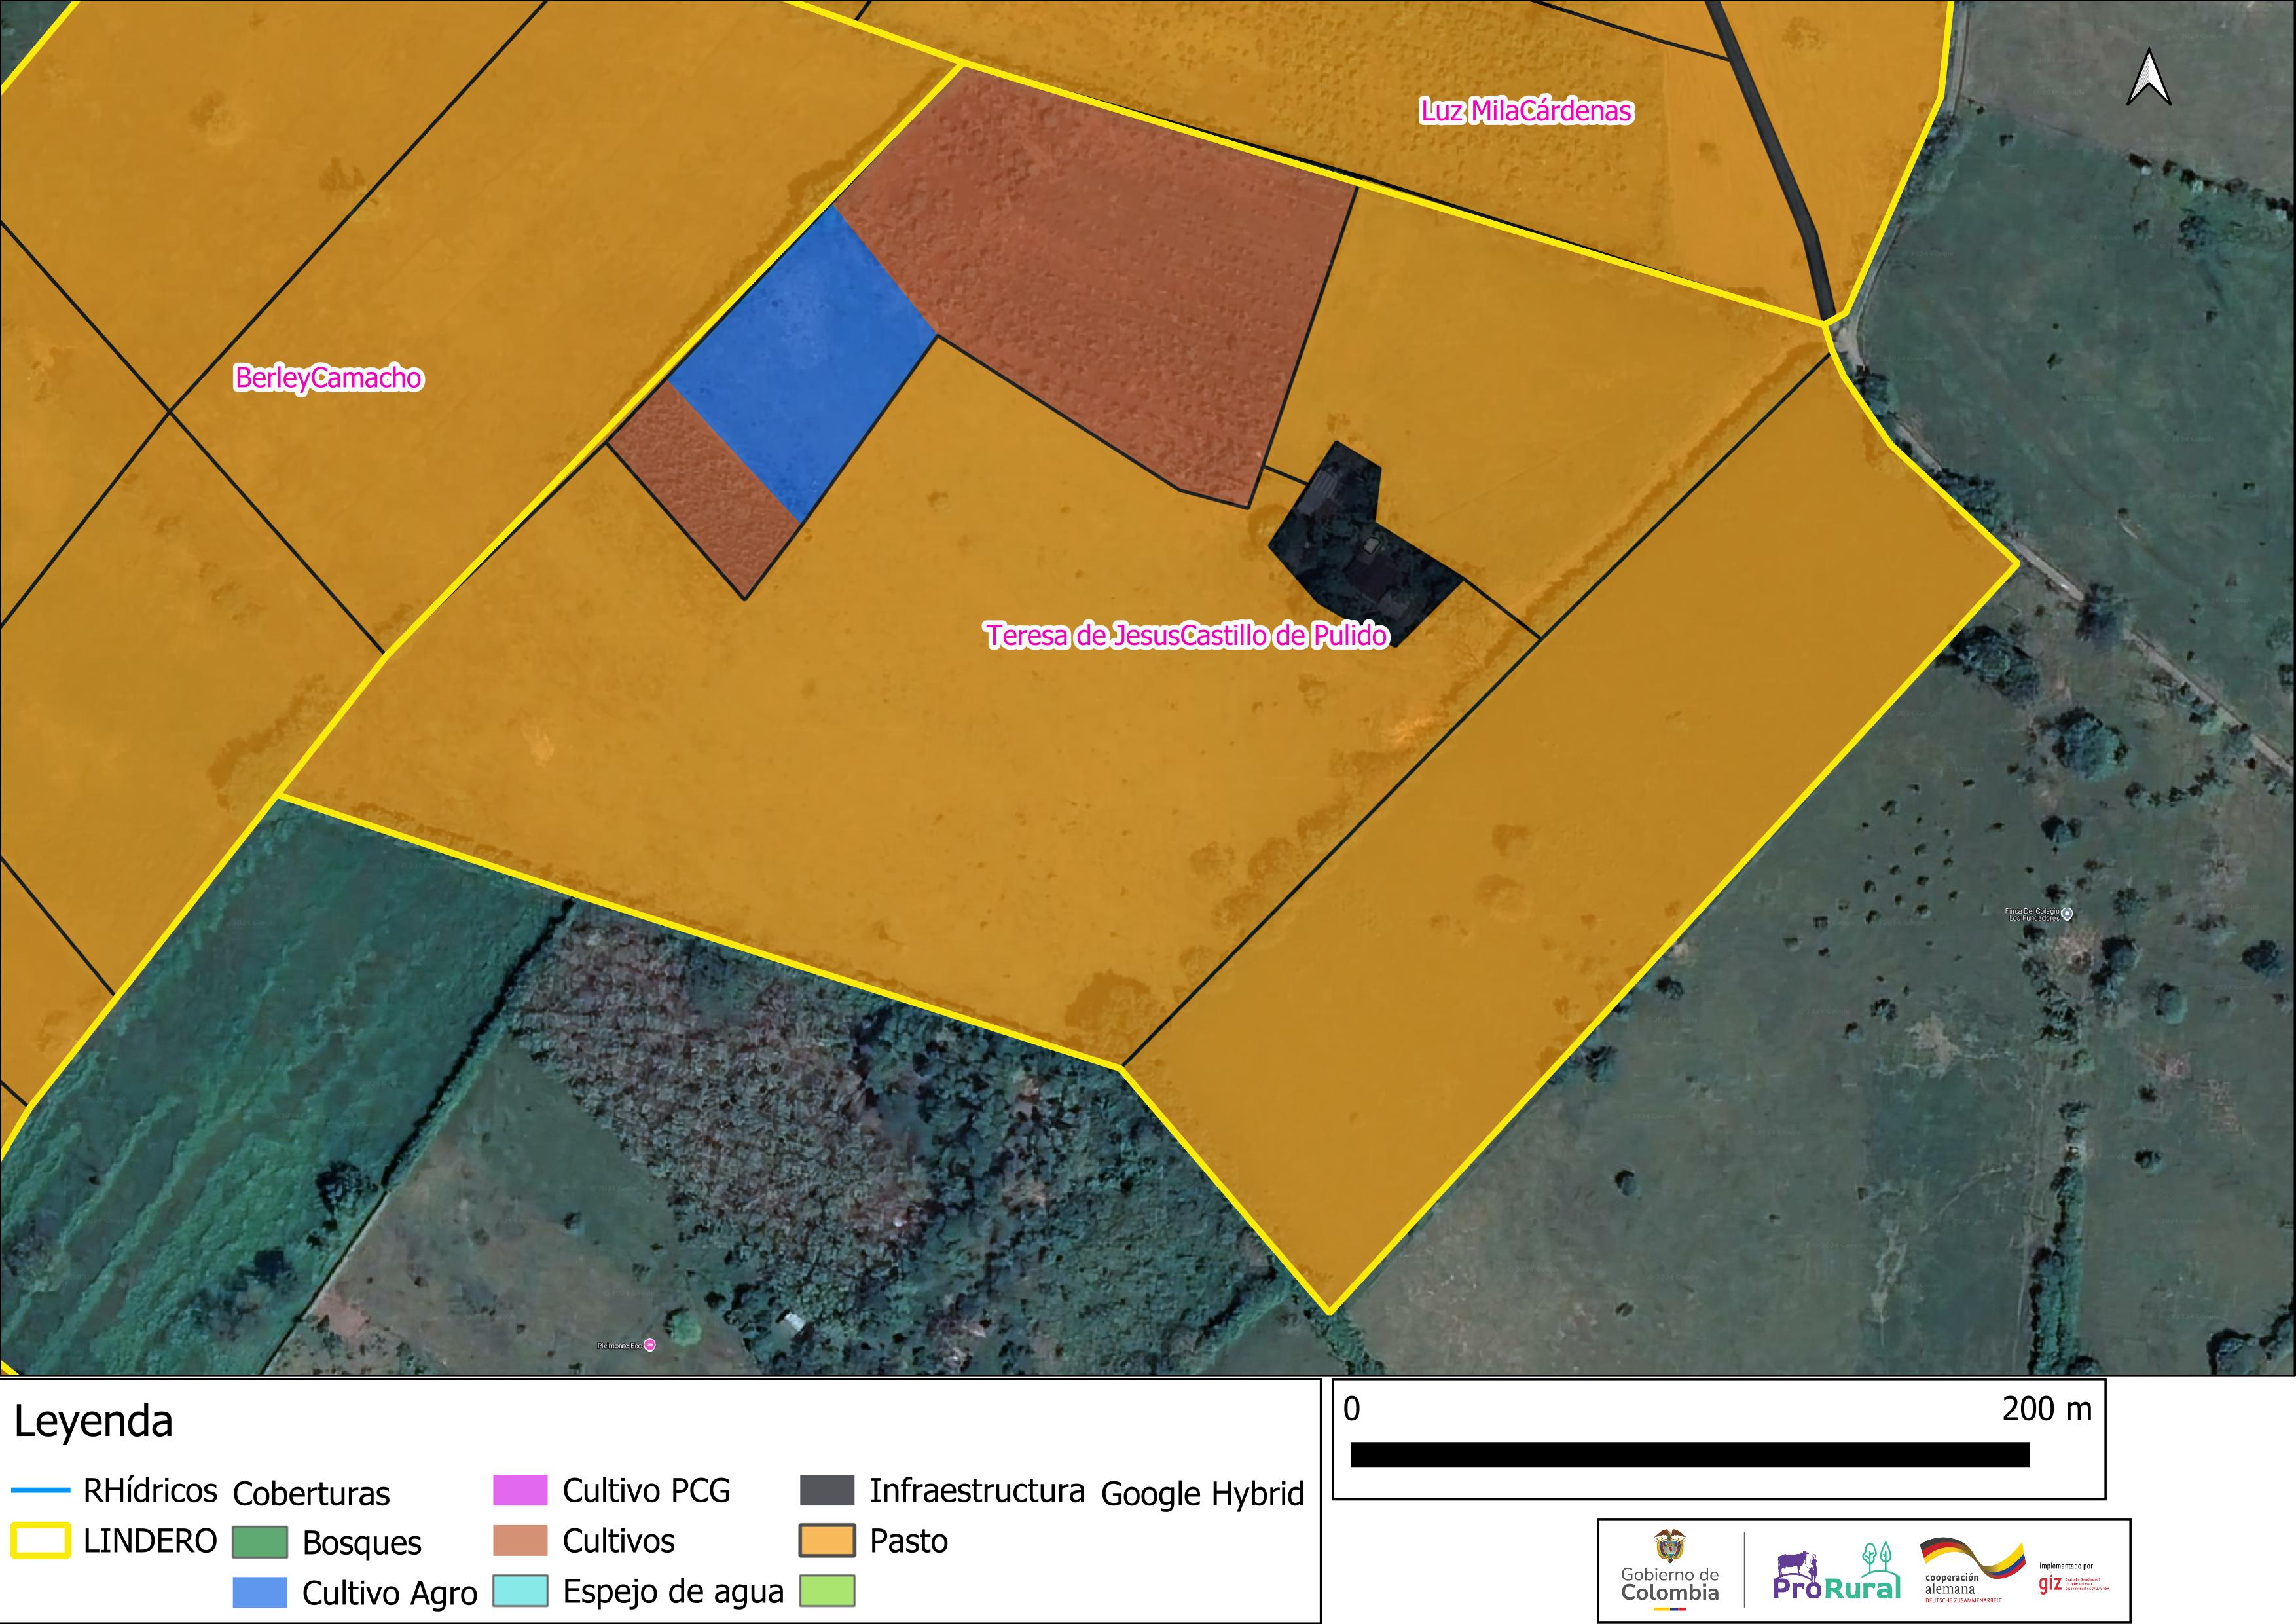 Luz MilaCárdenas
BerleyCamacho
Teresa de JesusCastillo de Pulido
Finca Del Colegio
Los Fundadores
Piemonte Eco
Leyenda
RHídricos
LINDERO
Coberturas
Bosques
Cultivo Agro
Cultivo PCG
Cultivos
Espejo de agua
Infraestructura
Pasto
Google Hybrid
0 200 m
Gobierno de
Colombia
ProRural
cooperación
alemana
DEUTSCHE ZUSAMMENARBEIT
Implementado por
giz